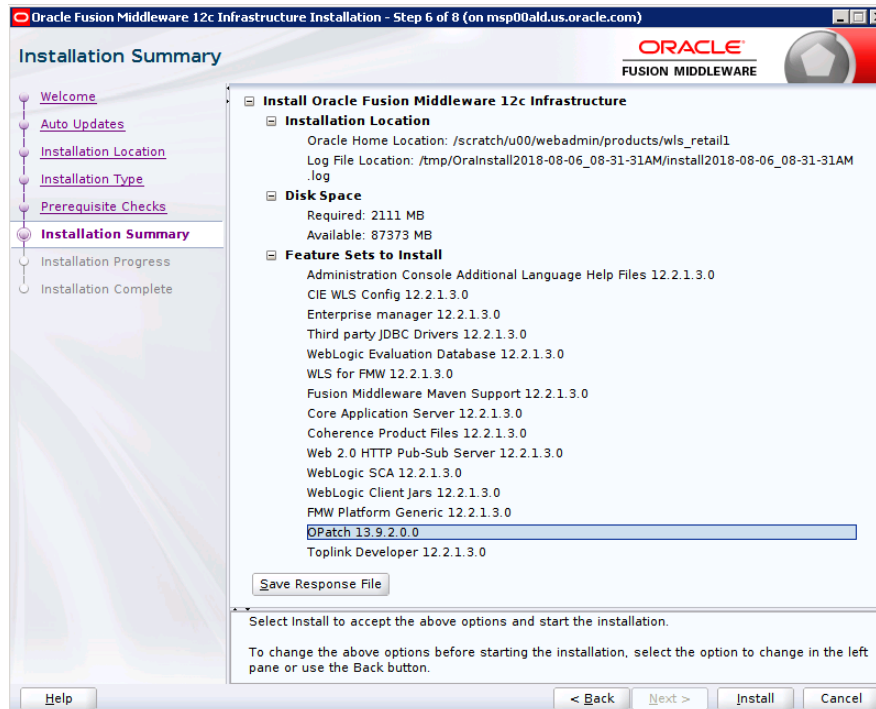 Oracle Fusion Middleware 12c Infrastructure Installation - Step 6 of 8 (on msp00ald.us.oracle.com)
Installation Summary
ORACLE
FUSION MIDDLEWARE
Welcome
Auto Updates
Installation Location
Installation Type
Prerequisite Checks
Installation Summary
Installation Progress
Installation Complete
Install Oracle Fusion Middleware 12c Infrastructure
Installation Location
Oracle Home Location: /scratch/u00/webadmin/products/wls_retail1
Log File Location: /tmp/OraInstall2018-08-06_08-31-31AM/install2018-08-06_08-31-31AM
.log
Disk Space
Required: 2111 MB
Available: 87373 MB
Feature Sets to Install
Administration Console Additional Language Help Files 12.2.1.3.0
CIE WLS Config 12.2.1.3.0
Enterprise manager 12.2.1.3.0
Third party JDBC Drivers 12.2.1.3.0
WebLogic Evaluation Database 12.2.1.3.0
WLS for FMW 12.2.1.3.0
Fusion Middleware Maven Support 12.2.1.3.0
Core Application Server 12.2.1.3.0
Coherence Product Files 12.2.1.3.0
Web 2.0 HTTP Pub-Sub Server 12.2.1.3.0
WebLogic SCA 12.2.1.3.0
WebLogic Client Jars 12.2.1.3.0
FMW Platform Generic 12.2.1.3.0
OPatch 13.9.2.0.0
Toplink Developer 12.2.1.3.0
Save Response File
Select Install to accept the above options and start the installation.
To change the above options before starting the installation, select the option to change in the left
pane or use the Back button.
Help
< Back
Next >
Install
Cancel